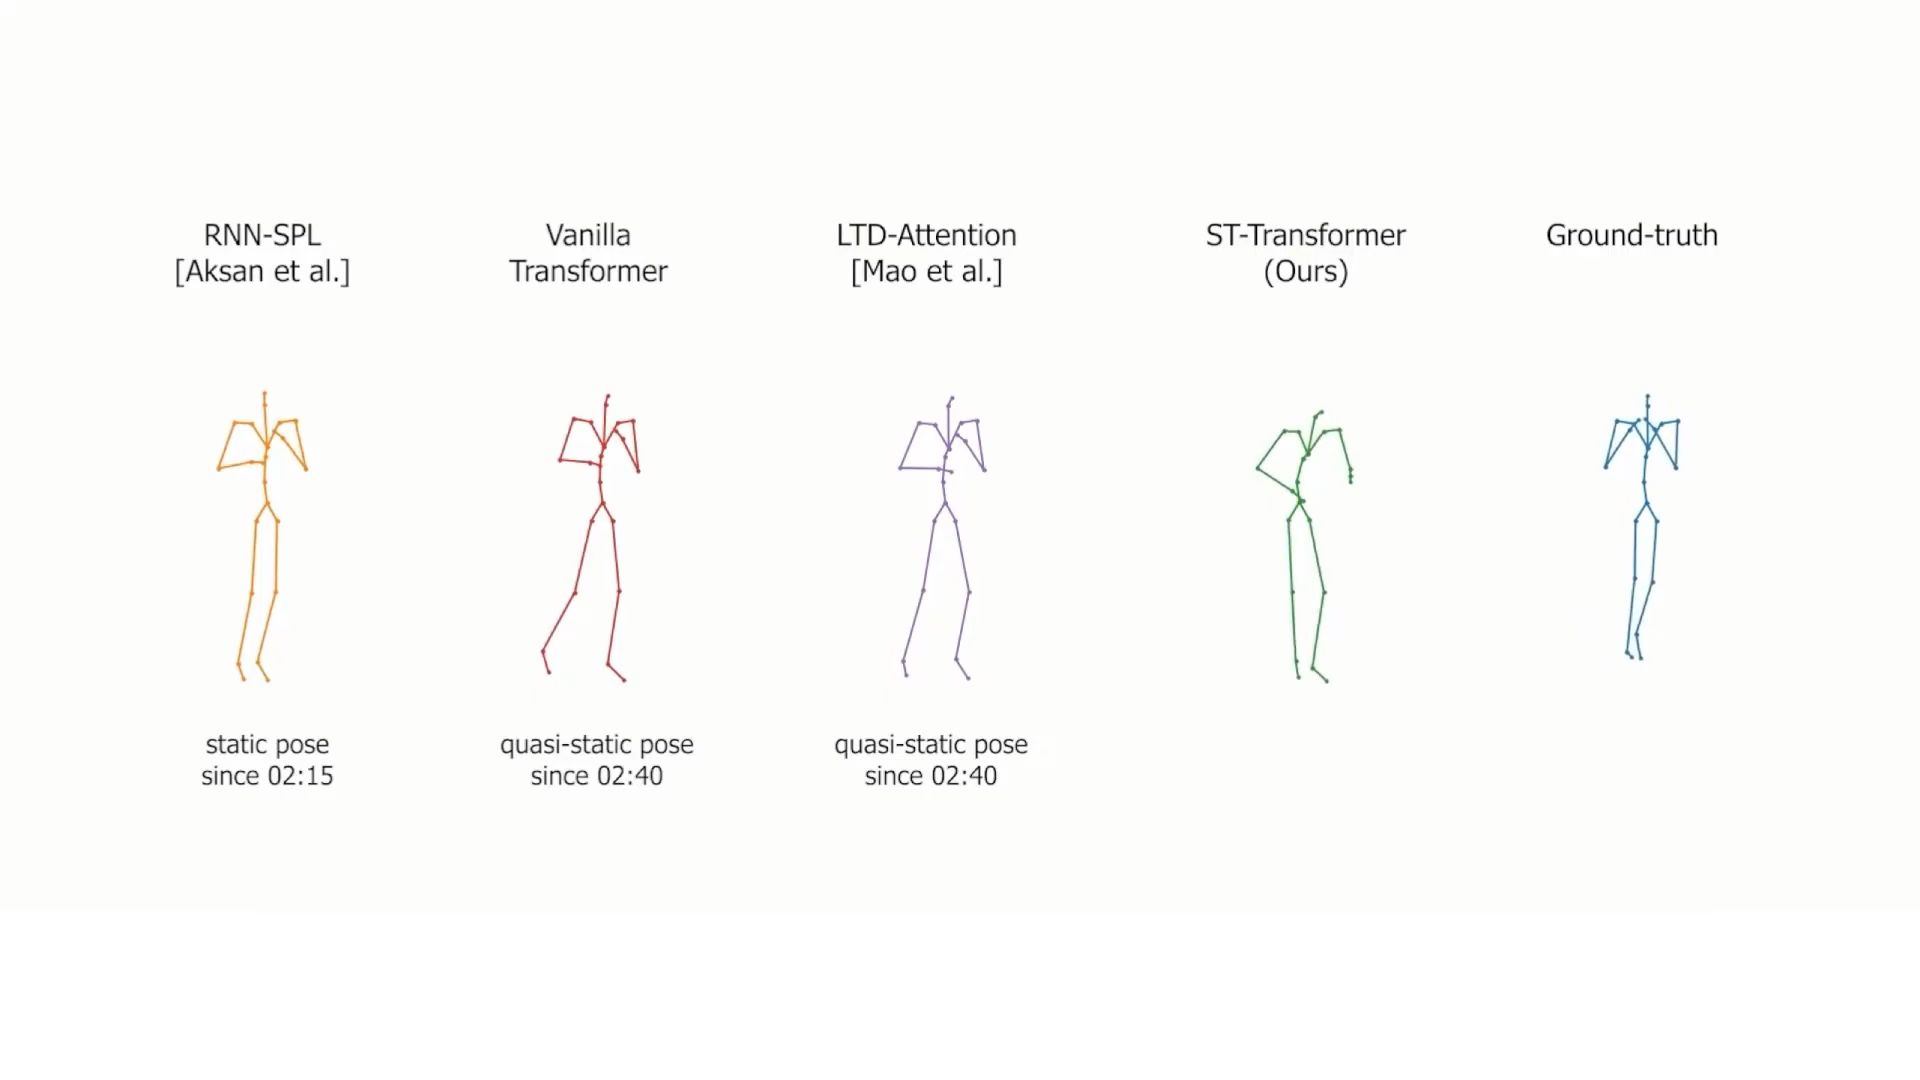 RNN-SPL
[Aksan et al.]
Vanilla
Transformer
LTD-Attention
[Mao et al.]
ST-Transformer
(Ours)
Ground-truth
static pose
since 02:15
quasi-static pose
since 02:40
quasi-static pose
since 02:40